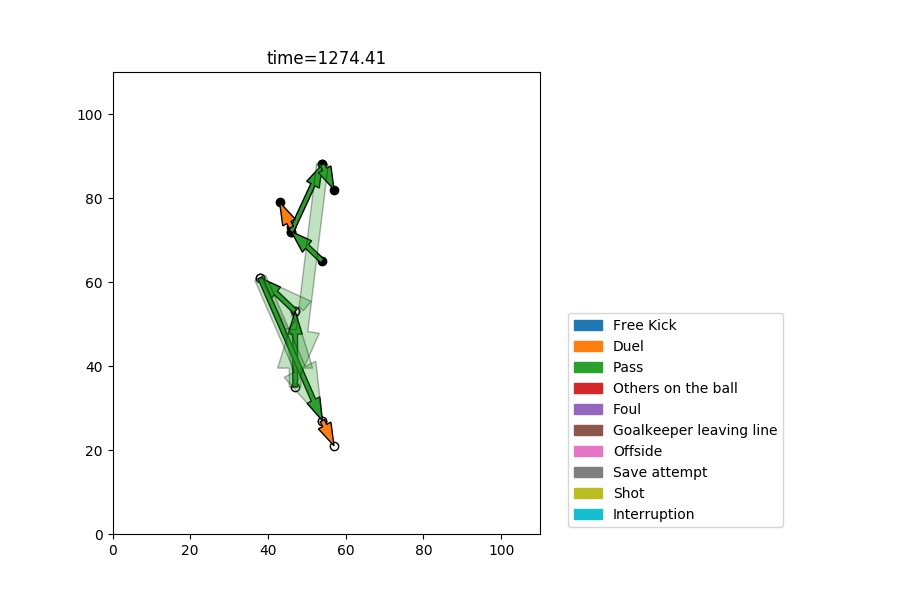 time=1274.41
100
80
60
40
20
0
0 20 40 60 80 100
Free Kick
Duel
Pass
Others on the ball
Foul
Goalkeeper leaving line
Offside
Save attempt
Shot
Interruption